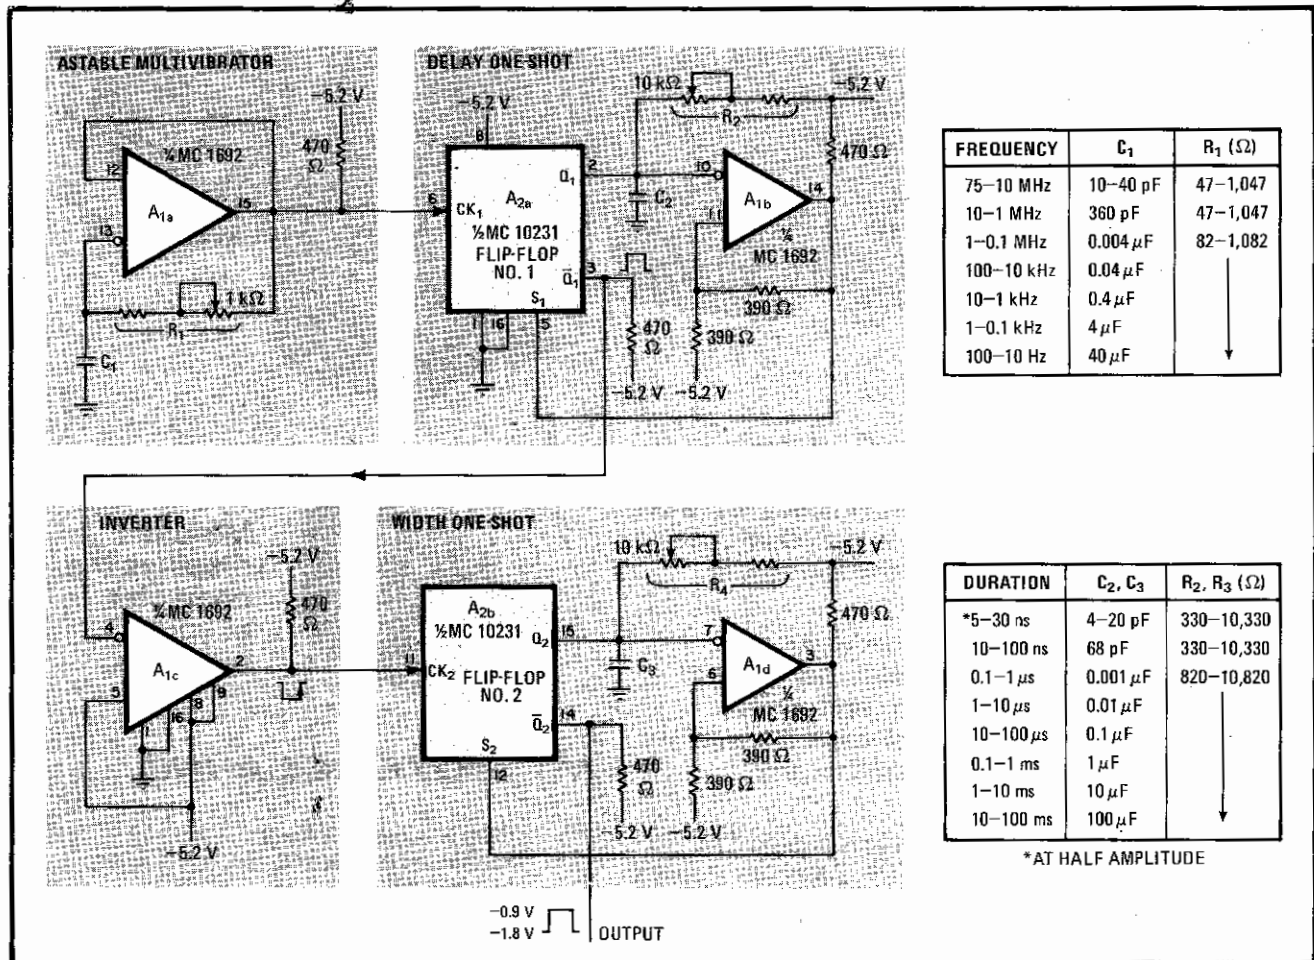 ASTABLE MULTIVIBRATOR
−5.2 V
470 Ω
¼ MC 1692
12
13
15
A1a
1 kΩ
R1
C1
DELAY ONE SHOT
−5.2 V
8
6
CK1
A2a
½MC 10231
FLIP-FLOP
NO. 1
Q1
2
Q̅1
3
S1
1
16
5
10 kΩ
R2
−5.2 V
470 Ω
C2
10
11
14
A1b
¼
MC 1692
390 Ω
390 Ω
470 Ω
−5.2 V
−5.2 V
INVERTER
−5.2 V
470 Ω
¼MC 1692
4
5
A1c
2
1
16
8
9
−5.2 V
WIDTH ONE SHOT
11
CK2
A2b
½MC 10231
FLIP-FLOP
NO. 2
Q2
15
Q̅2
14
S2
12
10 kΩ
R4
−5.2 V
470 Ω
C3
7
6
3
A1d
¼
MC 1692
390 Ω
390 Ω
470 Ω
5.2 V
−5.2 V
−0.9 V
−1.8 V
OUTPUT
FREQUENCY C1 R1 (Ω)
75–10 MHz 10–40 pF 47–1,047
10–1 MHz 360 pF 47–1,047
1–0.1 MHz 0.004 µF 82–1,082
100–10 kHz 0.04 µF
10–1 kHz 0.4 µF
1–0.1 kHz 4 µF
100–10 Hz 40 µF
DURATION C2, C3 R2, R3 (Ω)
*5–30 ns 4–20 pF 330–10,330
10–100 ns 68 pF 330–10,330
0.1–1 µs 0.001 µF 820–10,820
1–10 µs 0.01 µF
10–100 µs 0.1 µF
0.1–1 ms 1 µF
1–10 ms 10 µF
10–100 ms 100 µF
*AT HALF AMPLITUDE